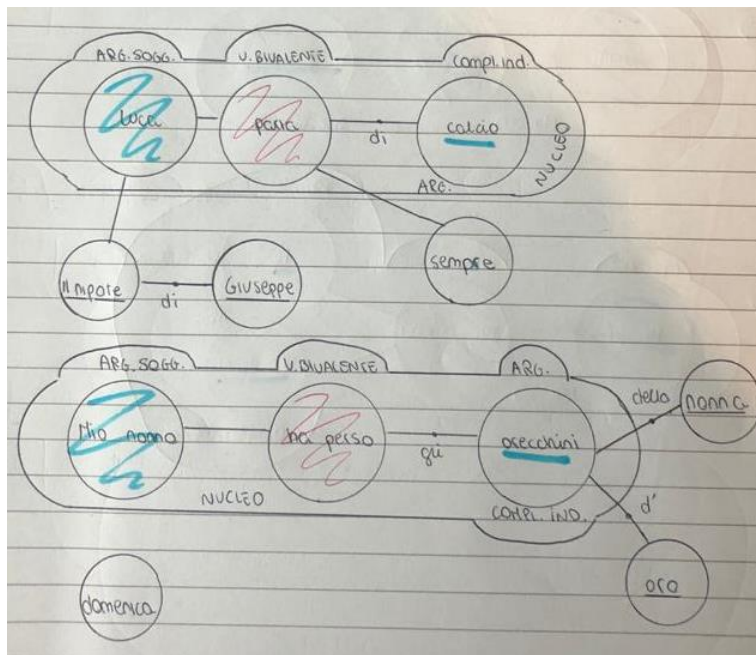 ARG. SOGG. V. BIVALENTE Compl. ind.
Luca parla di calcio
NUCLEO
ARG.
Il nipote di Giuseppe sempre
ARG. SOGG. V. BIVALENTE ARG.
Mio nonno ha perso gli orecchini della nonna
NUCLEO COMPL. IND. d'
domenica oro